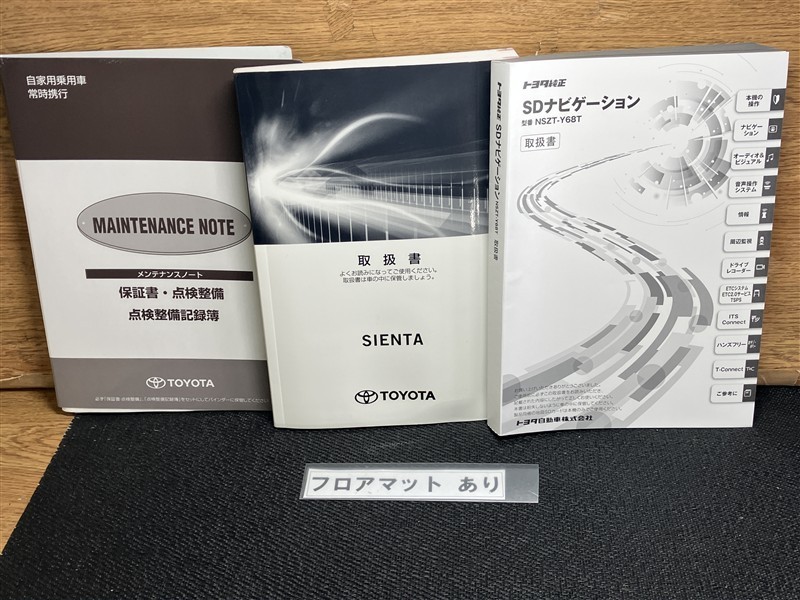 自家用乗用車
常時携行
MAINTENANCE NOTE
メンテナンスノート
保証書・点検整備
点検整備記録簿
TOYOTA
取扱書
よくお読みになってご使用ください。
取扱書は車の中に保管しましょう。
SIENTA
TOYOTA
トヨタ純正 SDナビゲーション NSZT-Y68T 取扱書
トヨタ純正
SDナビゲーション
型番 NSZT-Y68T
取扱書
本機の
操作
ナビゲー
ション
オーディオ&
ビジュアル
音声操作
システム
情報
周辺監視
ドライブ
レコーダー
ETCシステム
ETC2.0サービス
TSPS
ITS
Connect
ハンズフリー
T-Connect
ご参考に
トヨタ自動車株式会社
フロアマット あり